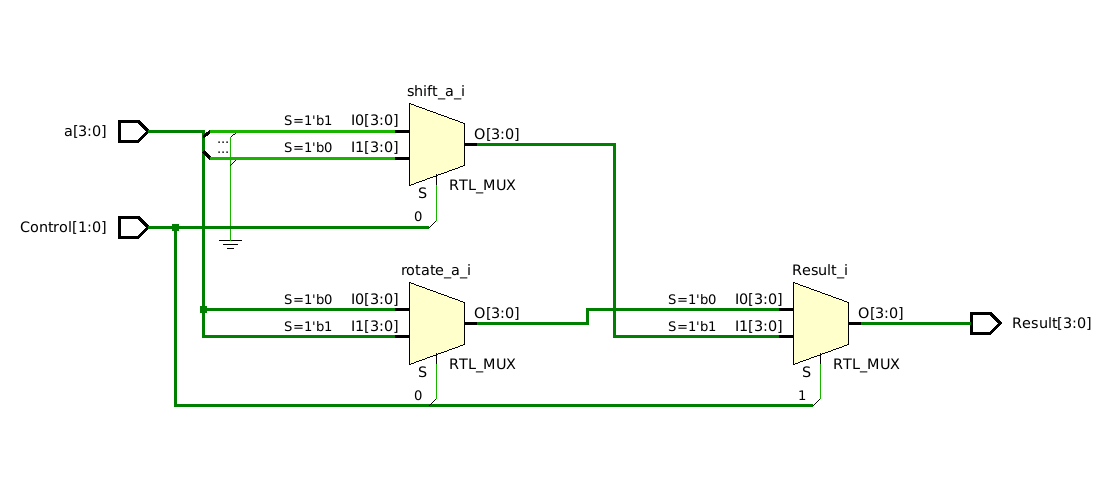 shift_a_i
a[3:0]
S=1'b1 I0[3:0]
...
S=1'b0 I1[3:0]
O[3:0]
S
RTL_MUX
0
Control[1:0]
rotate_a_i
S=1'b0 I0[3:0]
S=1'b1 I1[3:0]
O[3:0]
S
RTL_MUX
0
Result_i
S=1'b0 I0[3:0]
S=1'b1 I1[3:0]
O[3:0]
S
RTL_MUX
1
Result[3:0]